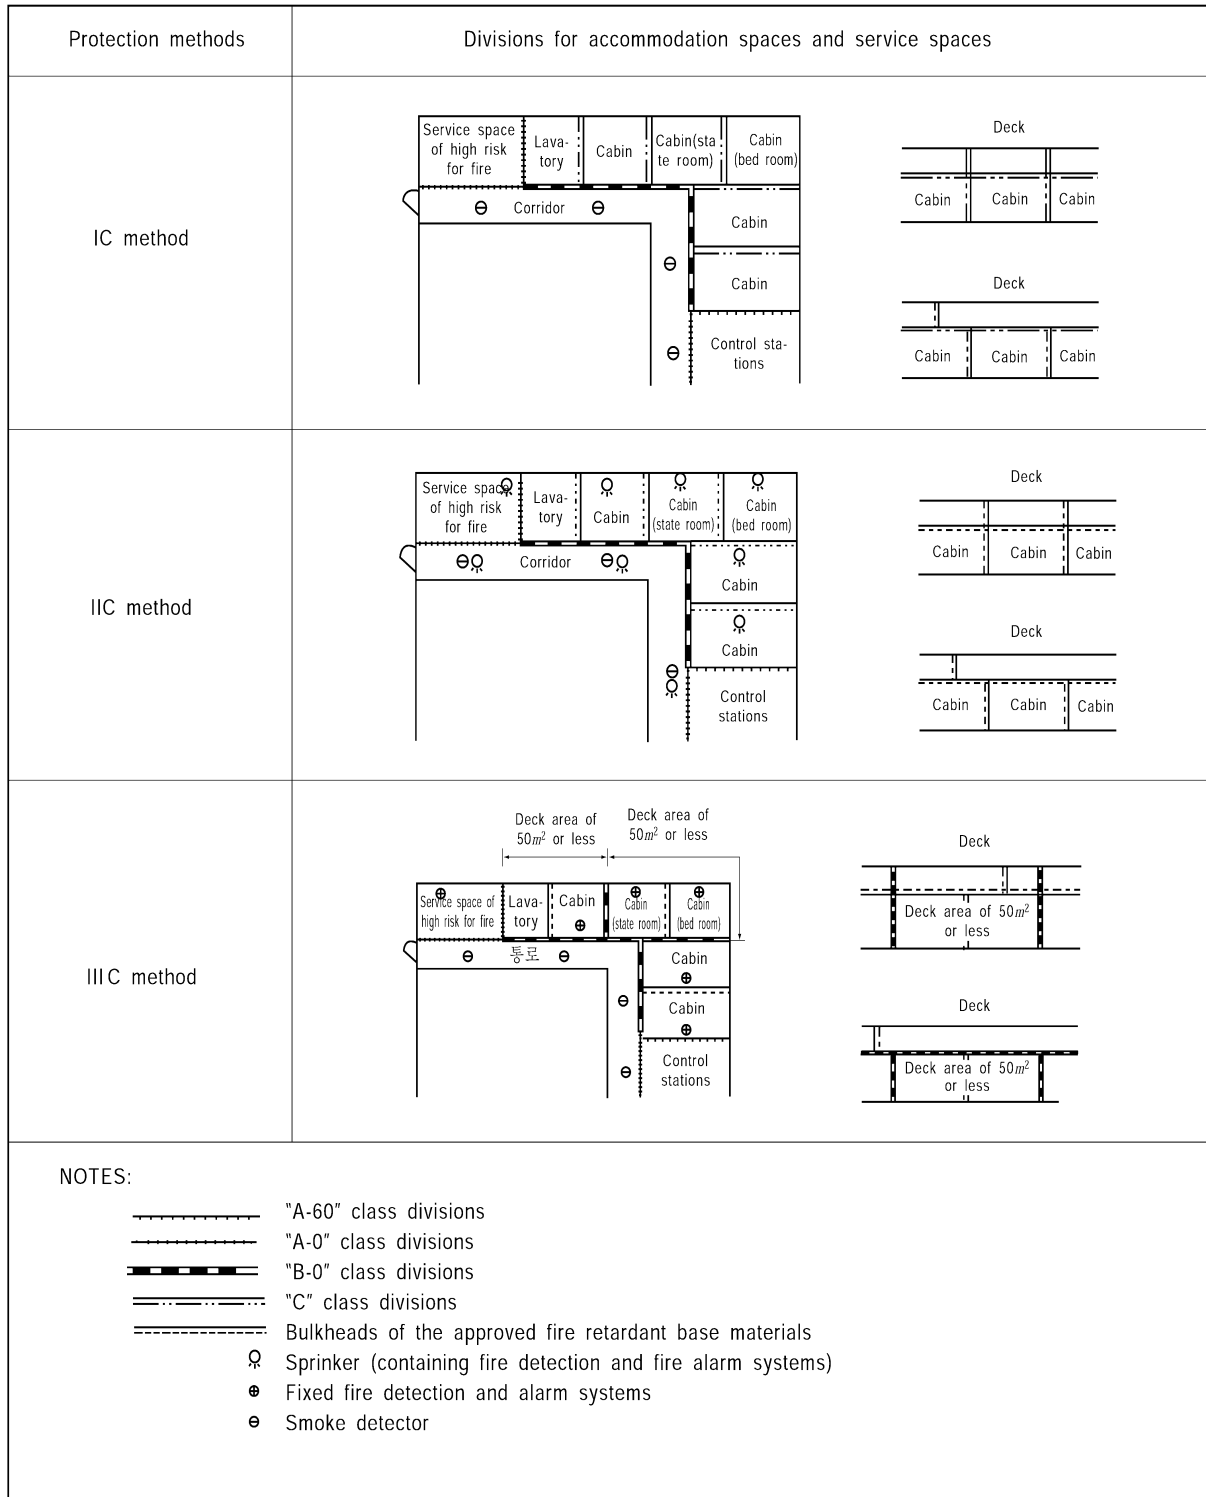 Protection methods
Divisions for accommodation spaces and service spaces
IC method
Service space
of high risk
for fire
Lava-
tory
Cabin
Cabin(sta
te room)
Cabin
(bed room)
Corridor
Cabin
Cabin
Control sta-
tions
Deck
Cabin
Cabin
Cabin
Deck
Cabin
Cabin
Cabin
IIC method
Service space
of high risk
for fire
Lava-
tory
Cabin
Cabin
(state room)
Cabin
(bed room)
Corridor
Cabin
Cabin
Control
stations
Deck
Cabin
Cabin
Cabin
Deck
Cabin
Cabin
Cabin
IIIC method
Deck area of
50m² or less
Deck area of
50m² or less
Service space of
high risk for fire
Lava-
tory
Cabin
Cabin
(state room)
Cabin
(bed room)
통로
Cabin
Cabin
Control
stations
Deck
Deck area of 50m²
or less
Deck
Deck area of 50m²
or less
NOTES:
"A-60" class divisions
"A-0" class divisions
"B-0" class divisions
"C" class divisions
Bulkheads of the approved fire retardant base materials
Sprinker (containing fire detection and fire alarm systems)
Fixed fire detection and alarm systems
Smoke detector